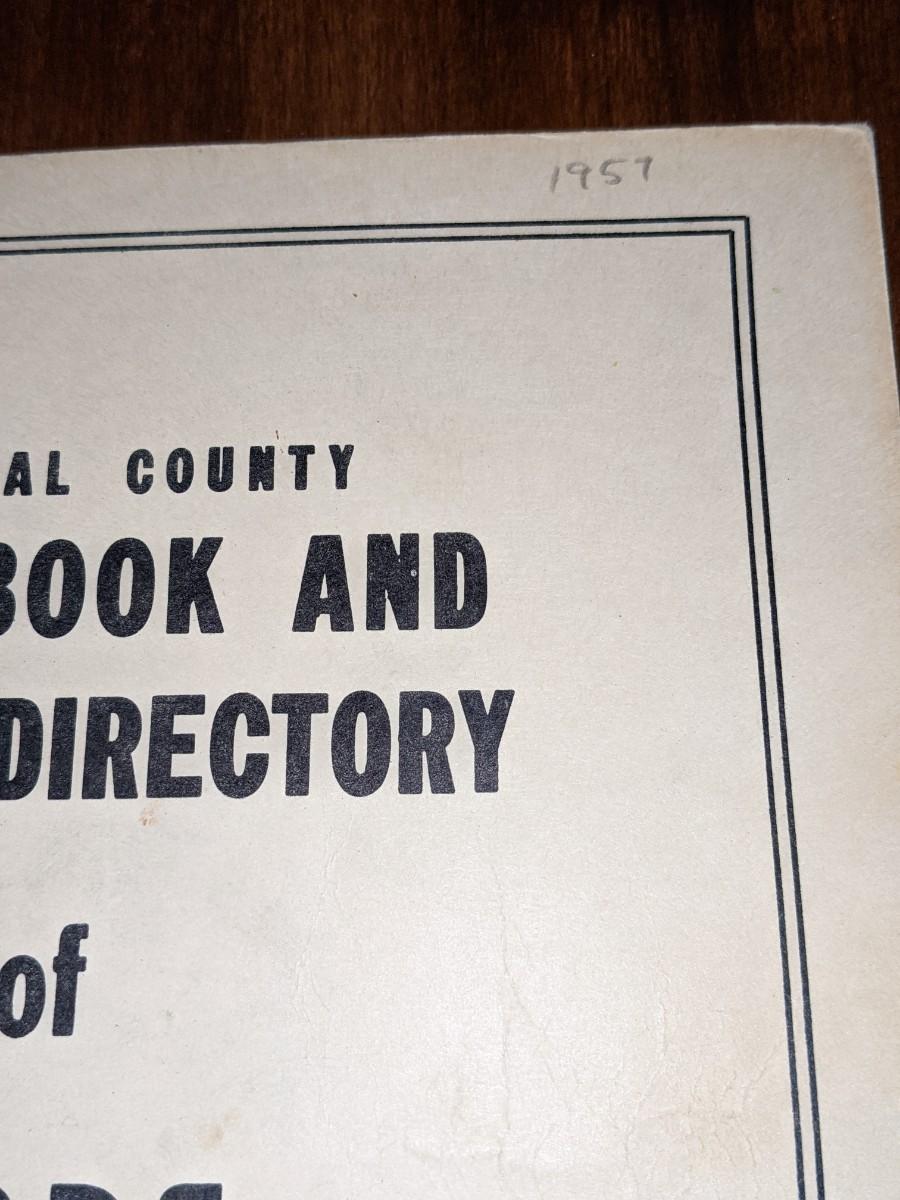 1957
AL COUNTY
BOOK AND
DIRECTORY
of